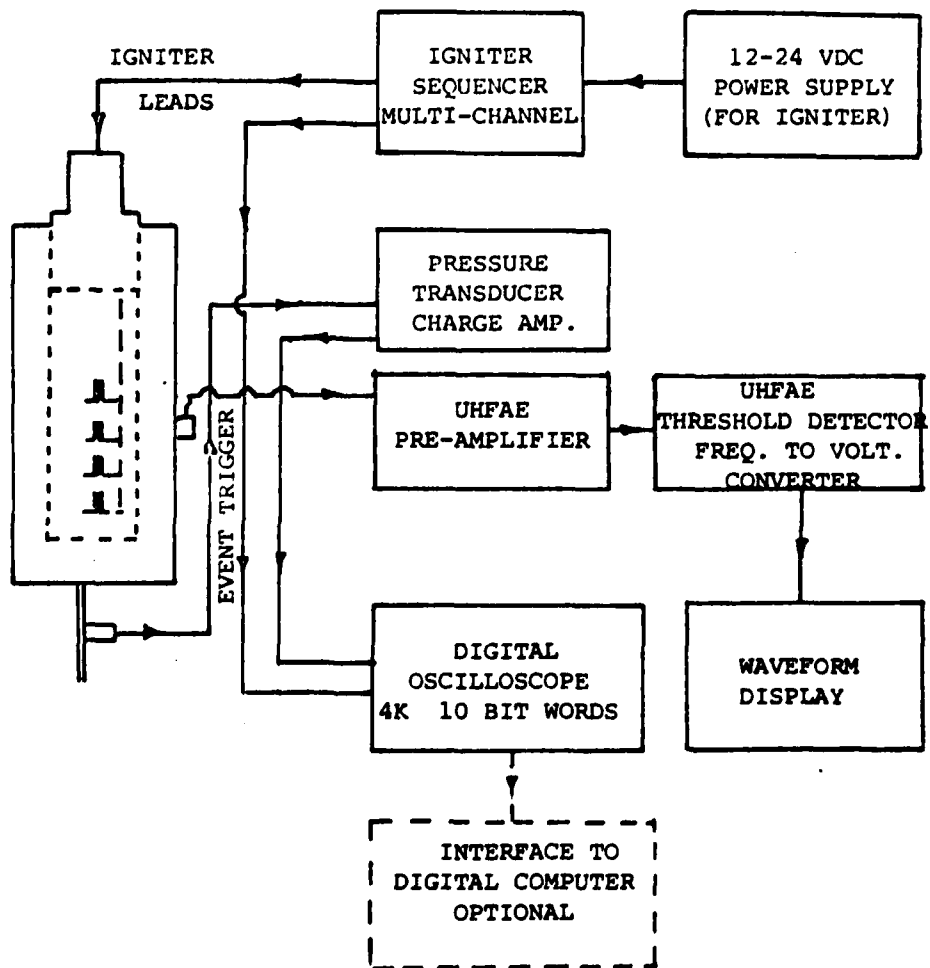 IGNITER
LEADS
IGNITER
SEQUENCER
MULTI-CHANNEL
12-24 VDC
POWER SUPPLY
(FOR IGNITER)
PRESSURE
TRANSDUCER
CHARGE AMP.
UHFAE
PRE-AMPLIFIER
UHFAE
THRESHOLD DETECTOR
FREQ. TO VOLT.
CONVERTER
EVENT TRIGGER
DIGITAL
OSCILLOSCOPE
4K 10 BIT WORDS
WAVEFORM
DISPLAY
INTERFACE TO
DIGITAL COMPUTER
OPTIONAL